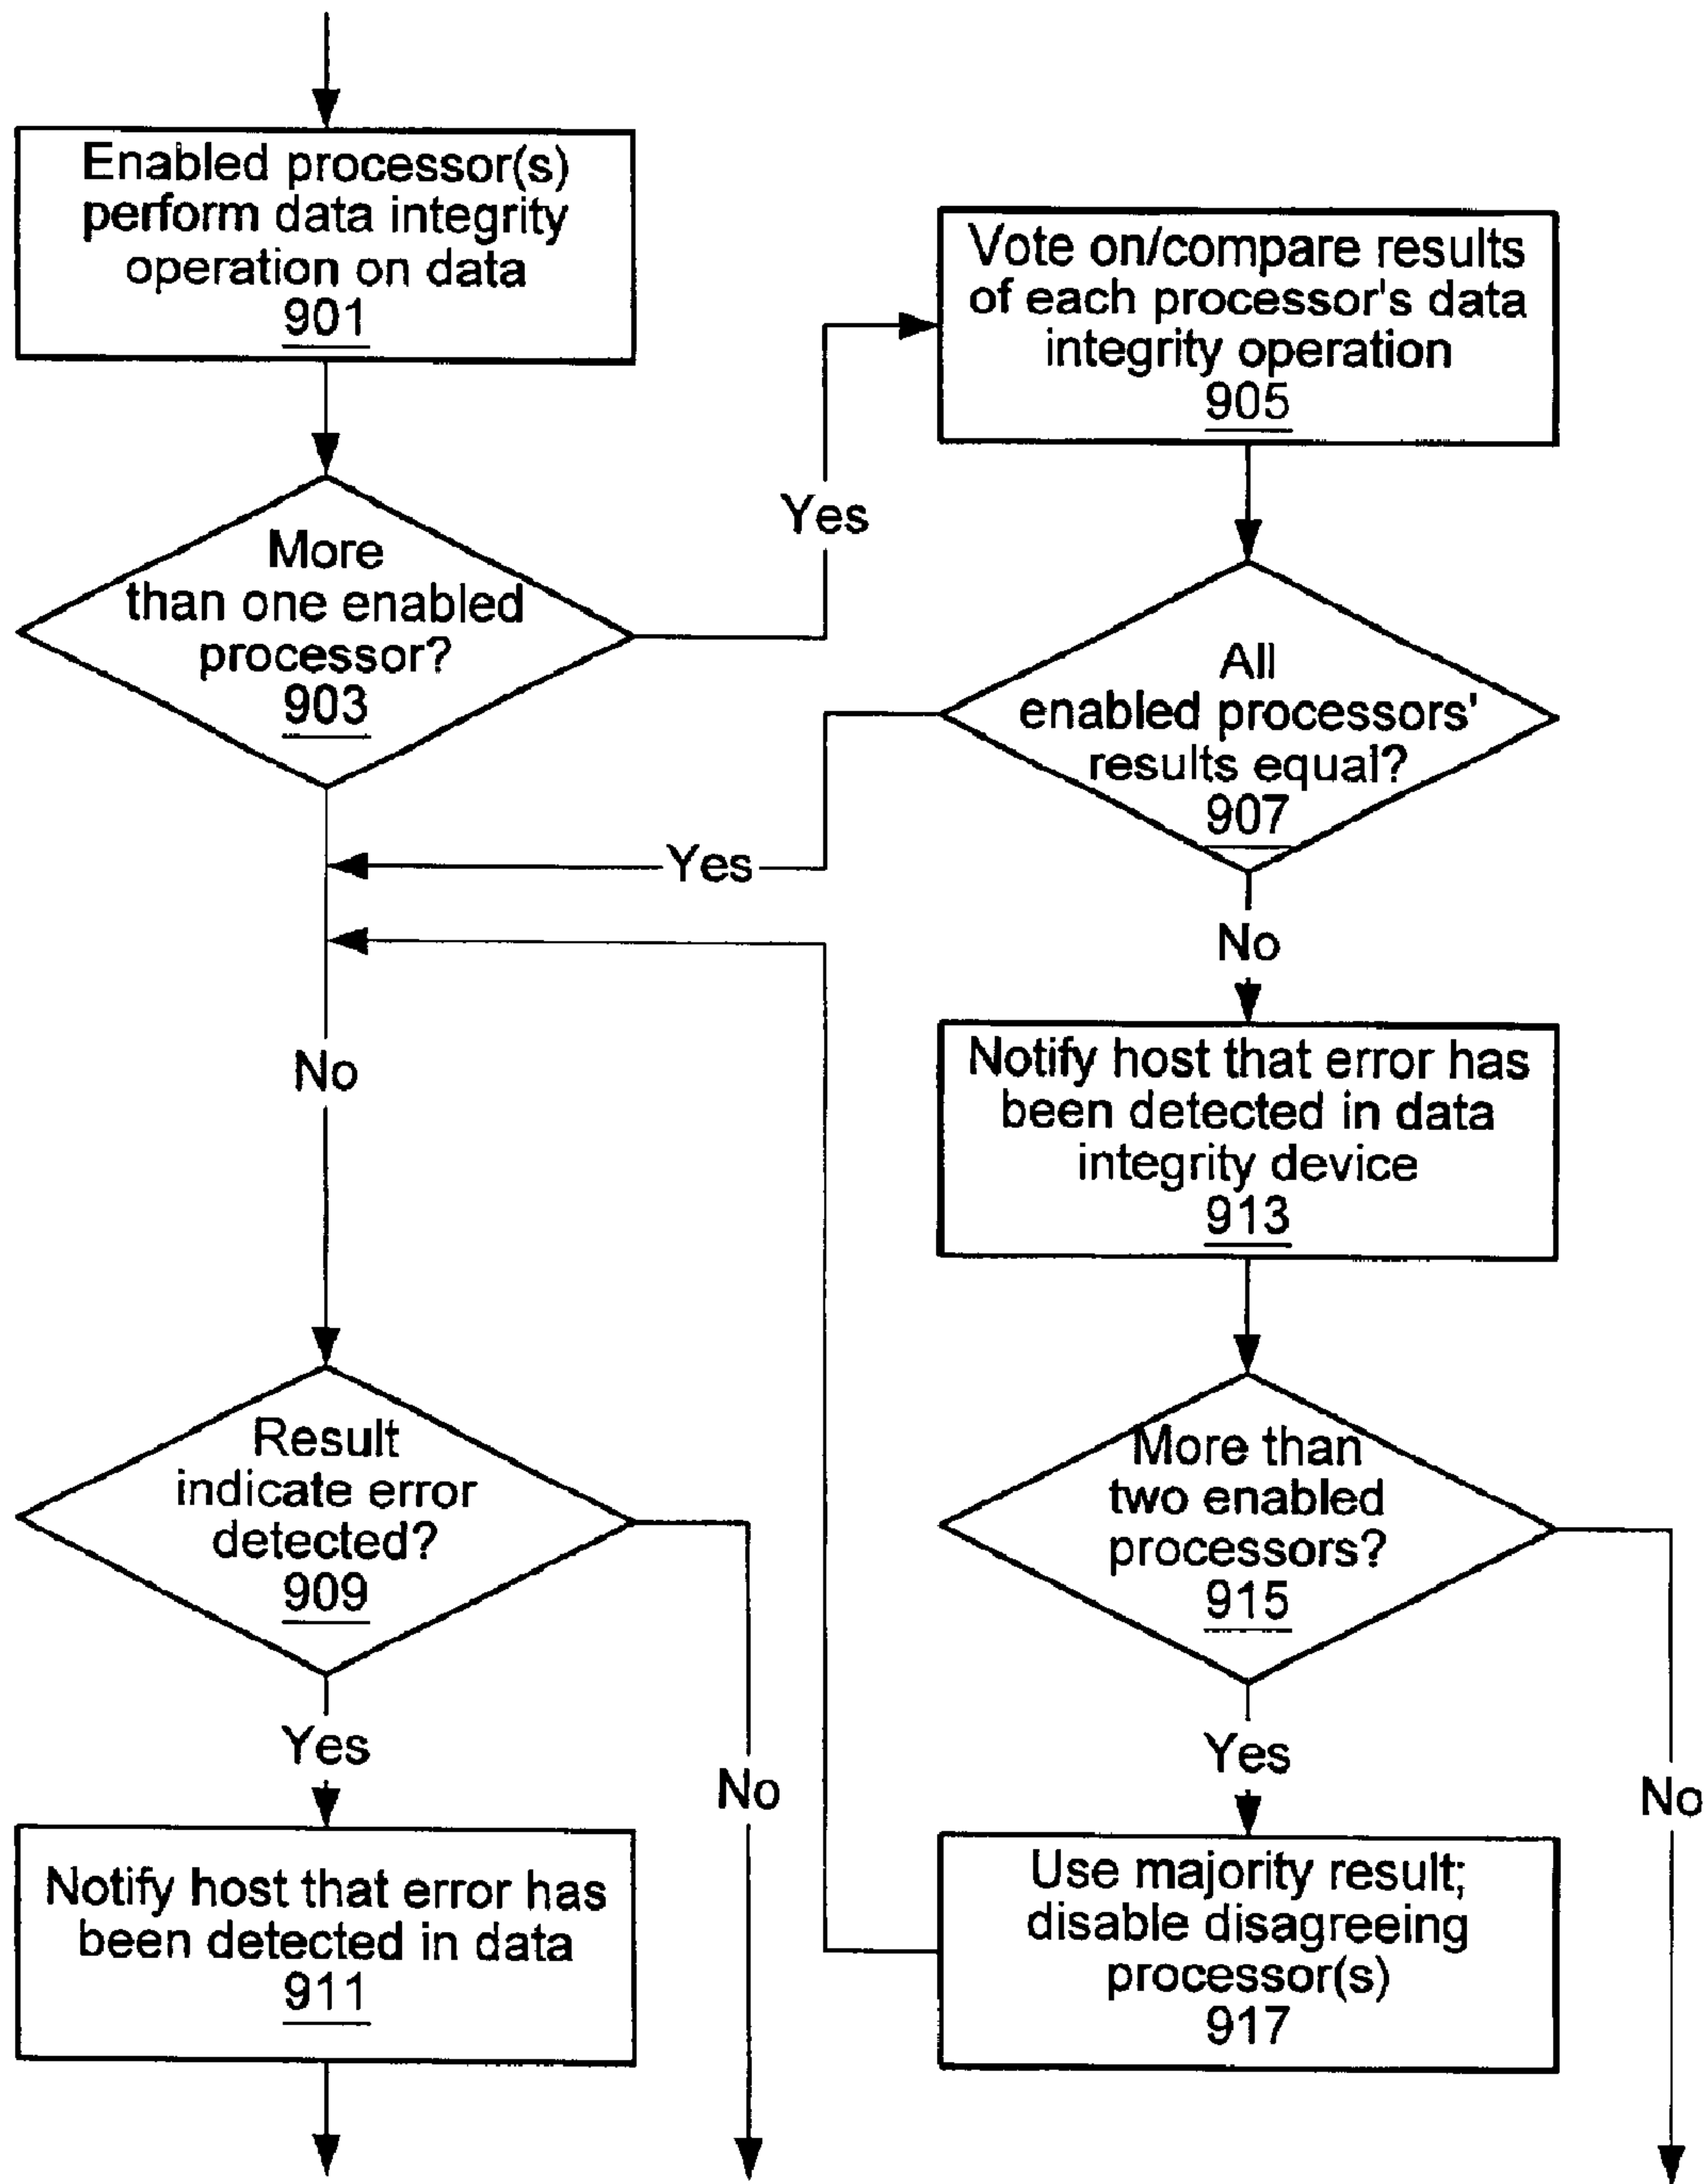 Enabled processor(s)
perform data integrity
operation on data
901
More
than one enabled
processor?
903
Yes
Vote on/compare results
of each processor's data
integrity operation
905
All
enabled processors'
results equal?
907
Yes
No
No
Notify host that error has
been detected in data
integrity device
913
Result
indicate error
detected?
909
More than
two enabled
processors?
915
Yes
No
Yes
No
Notify host that error has
been detected in data
911
Use majority result;
disable disagreeing
processor(s)
917